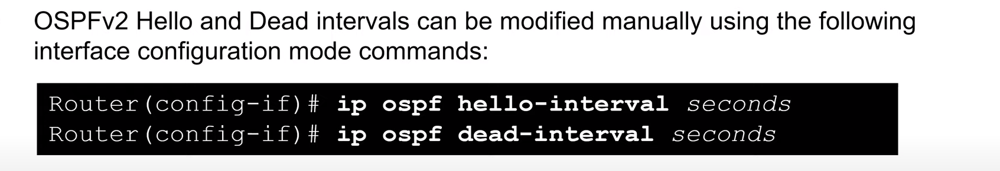 OSPFv2 Hello and Dead intervals can be modified manually using the following
interface configuration mode commands:
Router(config-if)# ip ospf hello-interval seconds
Router(config-if)# ip ospf dead-interval seconds